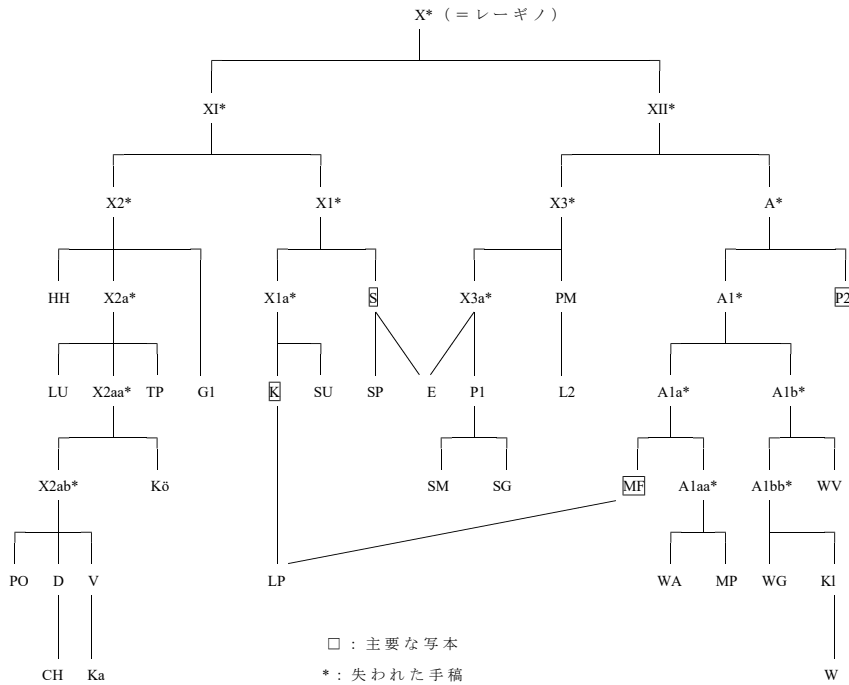 X* (＝レーギノ)
XI* XII*
X2* X1* X3* A*
HH X2a* X1a* S X3a* PM A1* P2
LU X2aa* TP G1 K SU SP E P1 L2 A1a* A1b*
X2ab* Kö SM SG MF A1aa* A1bb* WV
PO D V LP WA MP WG Kl
□ : 主要な写本
CH Ka *: 失われた手稿 W